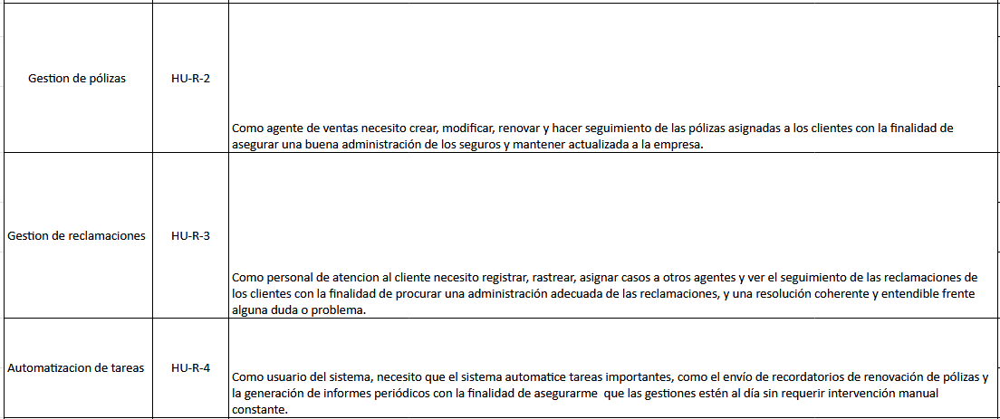 Gestion de pólizas
HU-R-2
Como agente de ventas necesito crear, modificar, renovar y hacer seguimiento de las pólizas asignadas a los clientes con la finalidad de
asegurar una buena administración de los seguros y mantener actualizada a la empresa.
Gestion de reclamaciones
HU-R-3
Como personal de atencion al cliente necesito registrar, rastrear, asignar casos a otros agentes y ver el seguimiento de las reclamaciones de
los clientes con la finalidad de procurar una administración adecuada de las reclamaciones, y una resolución coherente y entendible frente
alguna duda o problema.
Automatizacion de tareas
HU-R-4
Como usuario del sistema, necesito que el sistema automatice tareas importantes, como el envío de recordatorios de renovación de pólizas y
la generación de informes periódicos con la finalidad de asegurarme  que las gestiones estén al día sin requerir intervención manual
constante.